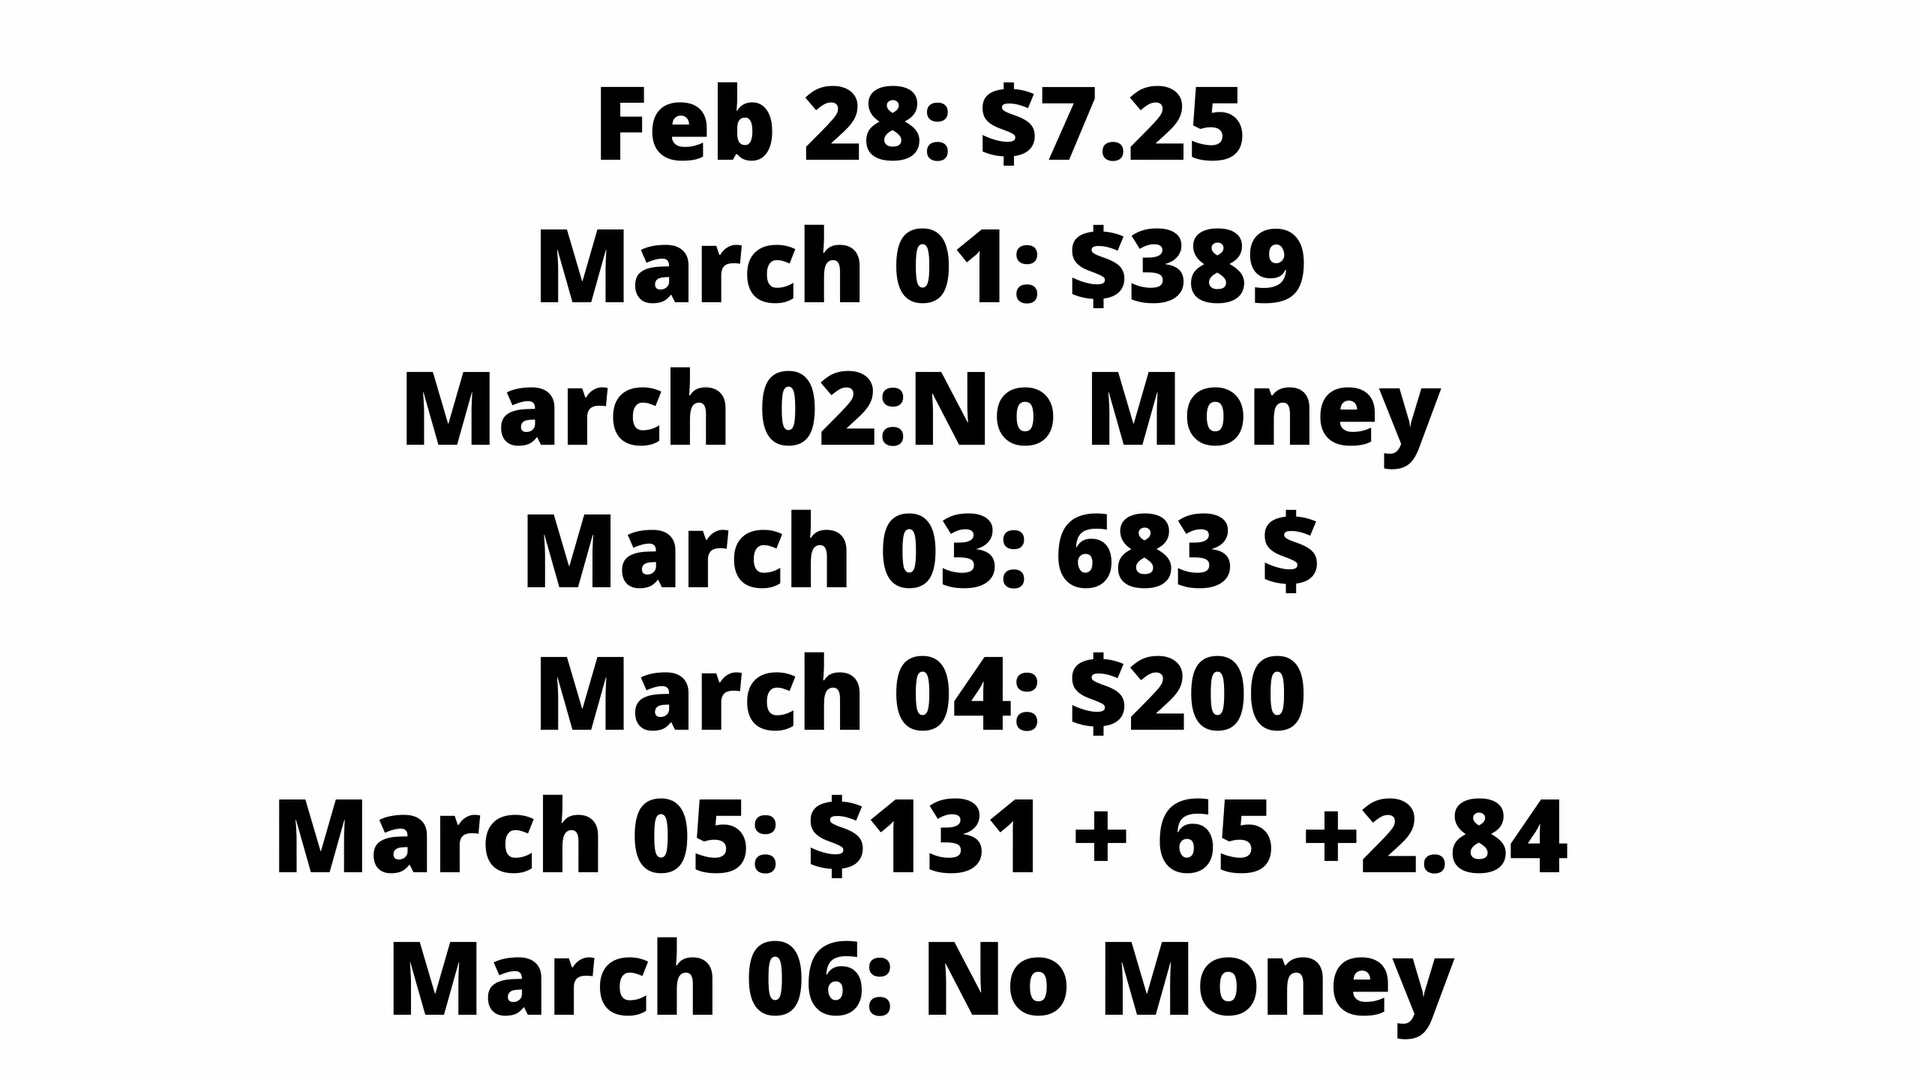 Feb 28: $7.25
March 01: $389
March 02:No Money
March 03: 683 $
March 04: $200
March 05: $131 + 65 +2.84
March 06: No Money